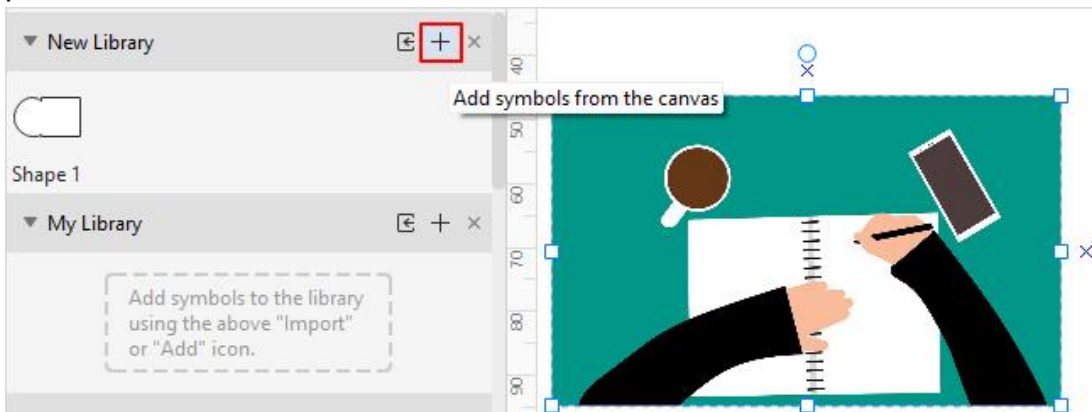 New Library
Add symbols from the canvas
Shape 1
My Library
Add symbols to the library
using the above "Import"
or "Add" icon.
40
50
60
70
80
90